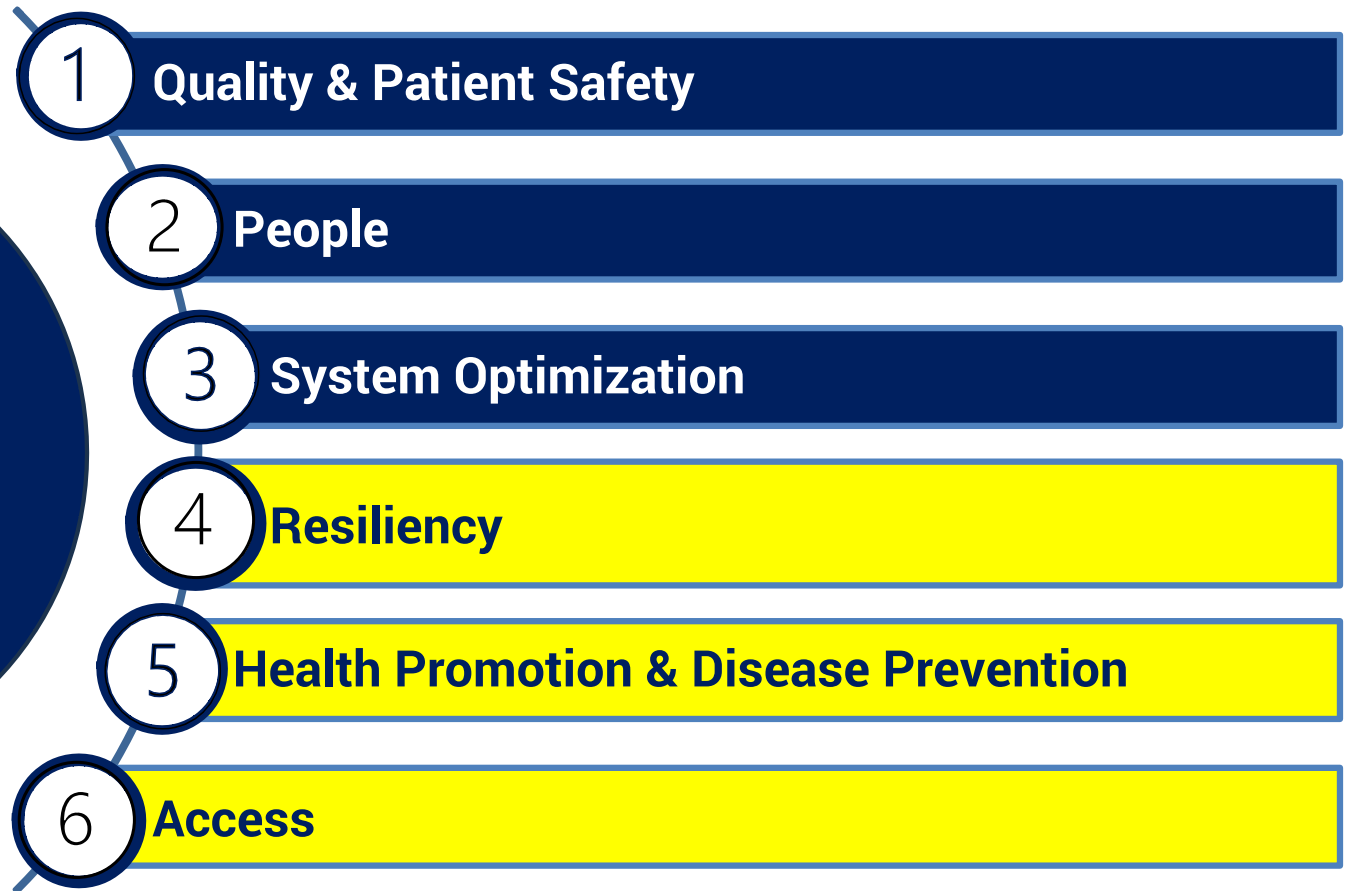 1 Quality & Patient Safety
2 People
3 System Optimization
4 Resiliency
5 Health Promotion & Disease Prevention
6 Access